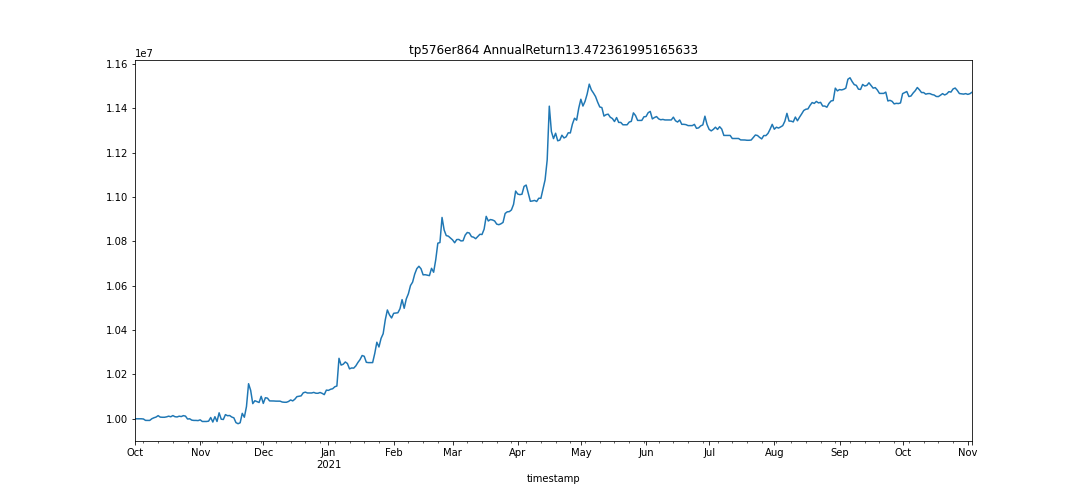 tp576er864 AnnualReturn13.472361995165633
1e7
1.16
1.14
1.12
1.10
1.08
1.06
1.04
1.02
1.00
Oct Nov Dec Jan Feb Mar Apr May Jun Jul Aug Sep Oct Nov
2021
timestamp